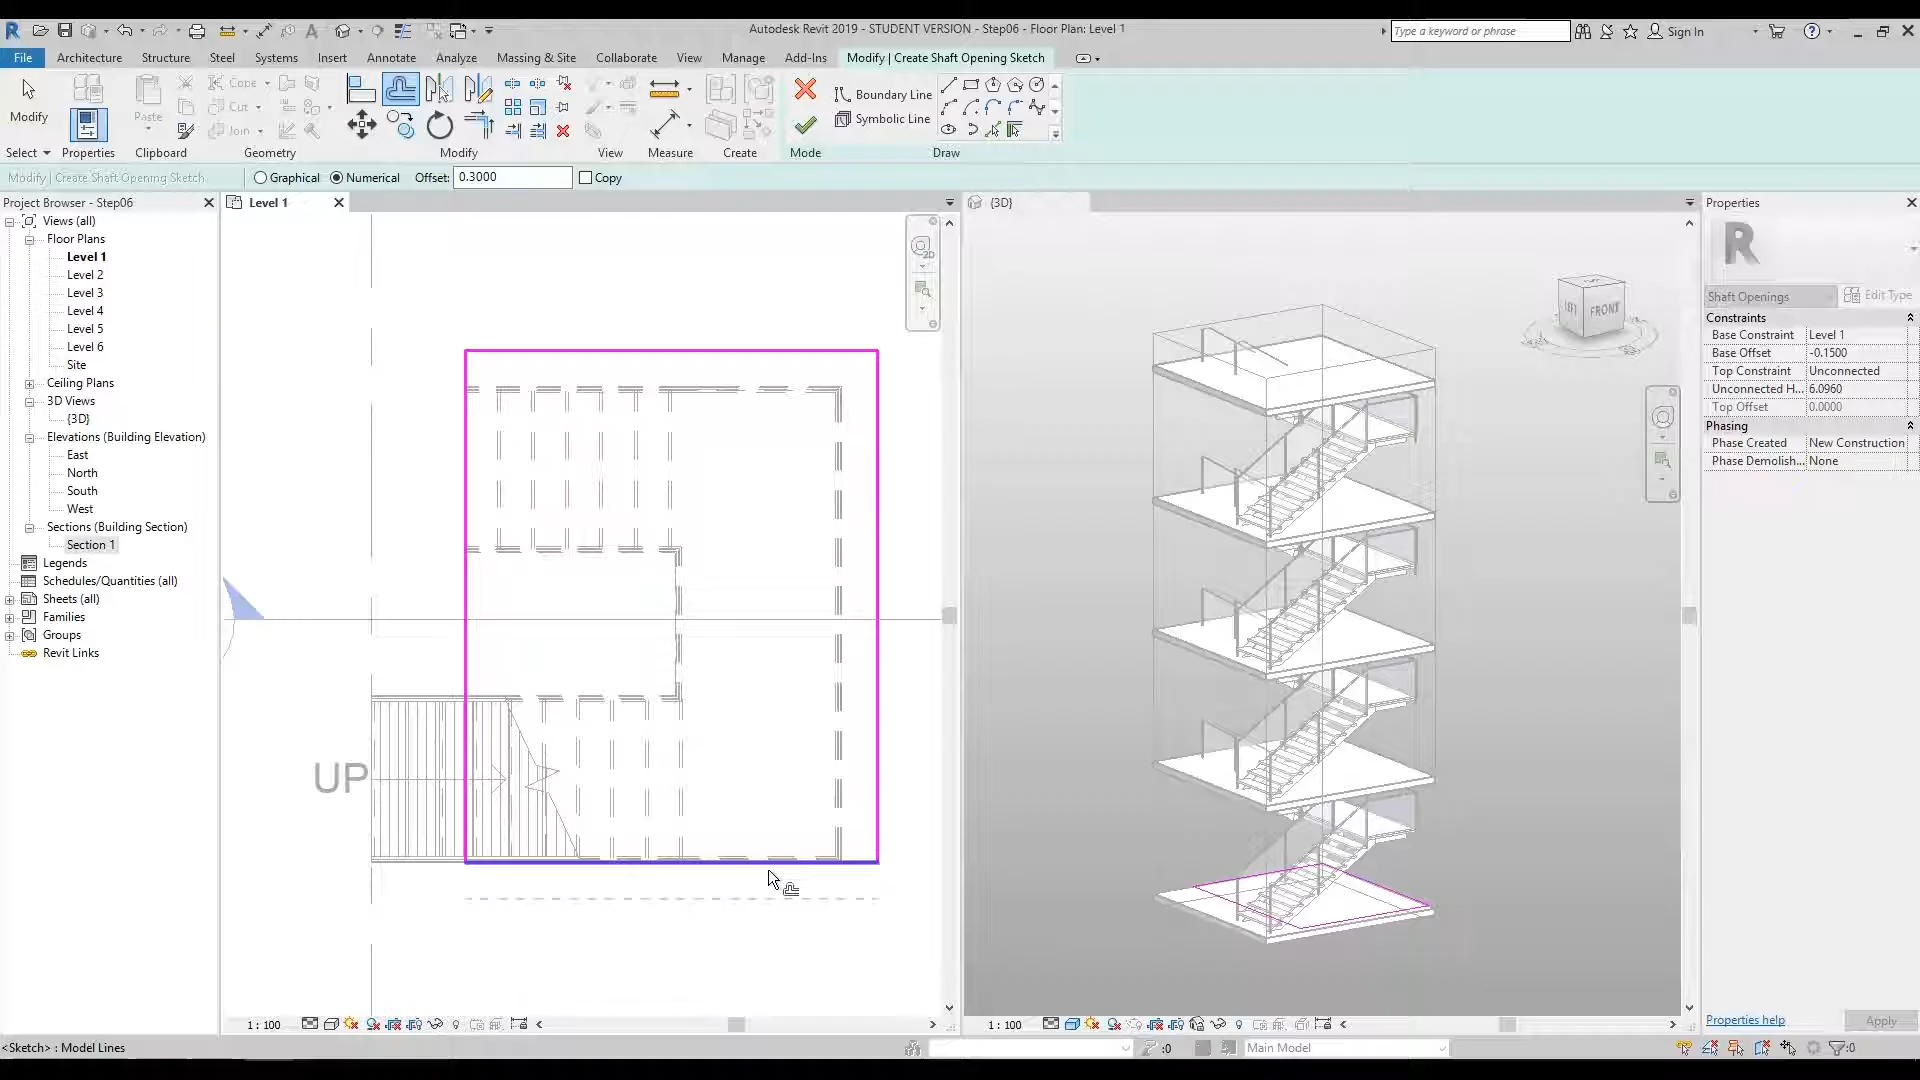 Autodesk Revit 2019 - STUDENT VERSION - Step06 - Floor Plan: Level 1
Type a keyword or phrase
Sign In
File Architecture Structure Steel Systems Insert Annotate Analyze Massing & Site Collaborate View Manage Add-Ins Modify | Create Shaft Opening Sketch
Modify
Paste
Cope
Cut
Join
Boundary Line
Symbolic Line
Select Properties Clipboard Geometry Modify View Measure Create Mode Draw
Modify | Create Shaft Opening Sketch Graphical Numerical Offset: 0.3000 Copy
Project Browser - Step06
Views (all)
Floor Plans
Level 1
Level 2
Level 3
Level 4
Level 5
Level 6
Site
Ceiling Plans
3D Views
{3D}
Elevations (Building Elevation)
East
North
South
West
Sections (Building Section)
Section 1
Legends
Schedules/Quantities (all)
Sheets (all)
Families
Groups
Revit Links
Level 1
2D
UP
1 : 100
{3D}
FRONT
1 : 100
Properties
Shaft Openings Edit Type
Constraints
Base Constraint Level 1
Base Offset -0.1500
Top Constraint Unconnected
Unconnected H... 6.0960
Top Offset 0.0000
Phasing
Phase Created New Construction
Phase Demolish... None
Properties help Apply
<Sketch> : Model Lines
:0
Main Model
:0